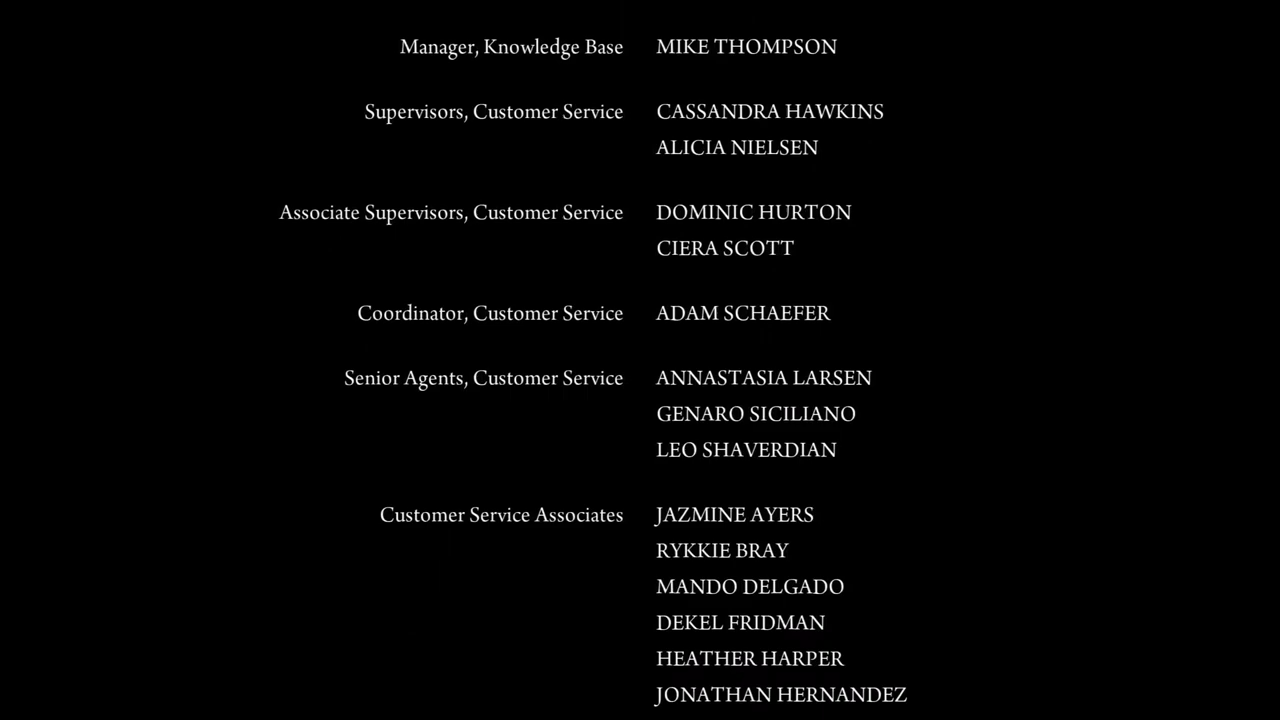 Manager, Knowledge Base MIKE THOMPSON
Supervisors, Customer Service CASSANDRA HAWKINS
ALICIA NIELSEN
Associate Supervisors, Customer Service DOMINIC HURTON
CIERA SCOTT
Coordinator, Customer Service ADAM SCHAEFER
Senior Agents, Customer Service ANNASTASIA LARSEN
GENARO SICILIANO
LEO SHAVERDIAN
Customer Service Associates JAZMINE AYERS
RYKKIE BRAY
MANDO DELGADO
DEKEL FRIDMAN
HEATHER HARPER
JONATHAN HERNANDEZ